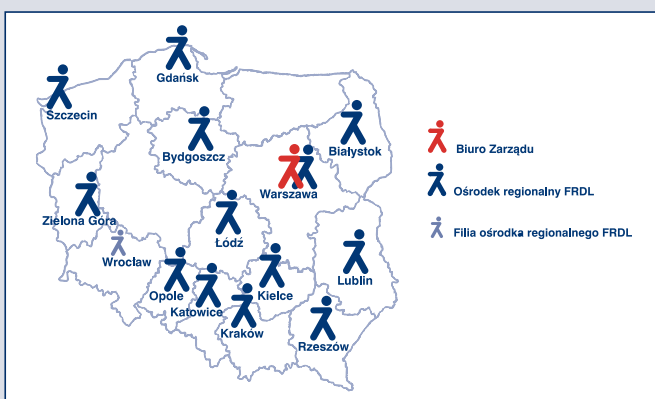 Gdańsk
Szczecin
Bydgoszcz
Białystok
Biuro Zarządu
Warszawa
Ośrodek regionalny FRDL
Zielona Góra
Łódź
Filia ośrodka regionalnego FRDL
Wrocław
Lublin
Opole
Kielce
Katowice
Kraków
Rzeszów